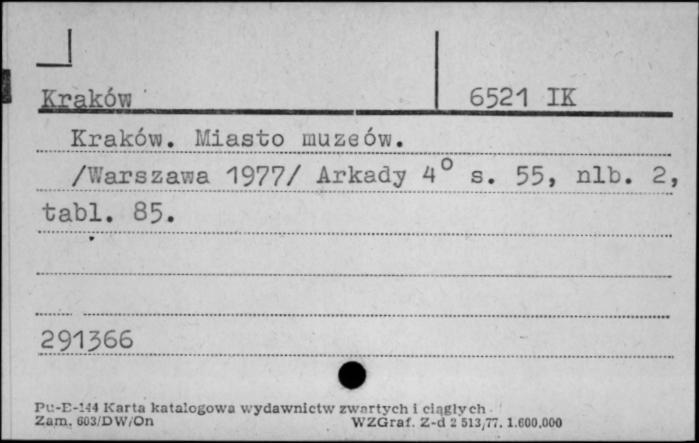 Kraków
6521 IK
Kraków. Miasto muzeów.
/Warszawa 1977/ Arkady 4° s. 55, nlb. 2,
tabl. 85.
291366
Pu-E-144 Karta katalogowa wydawnictw zwartych i ciągłych
Zam. 603/DW/On WZGraf. Z-d 2 513/77. 1.600.000